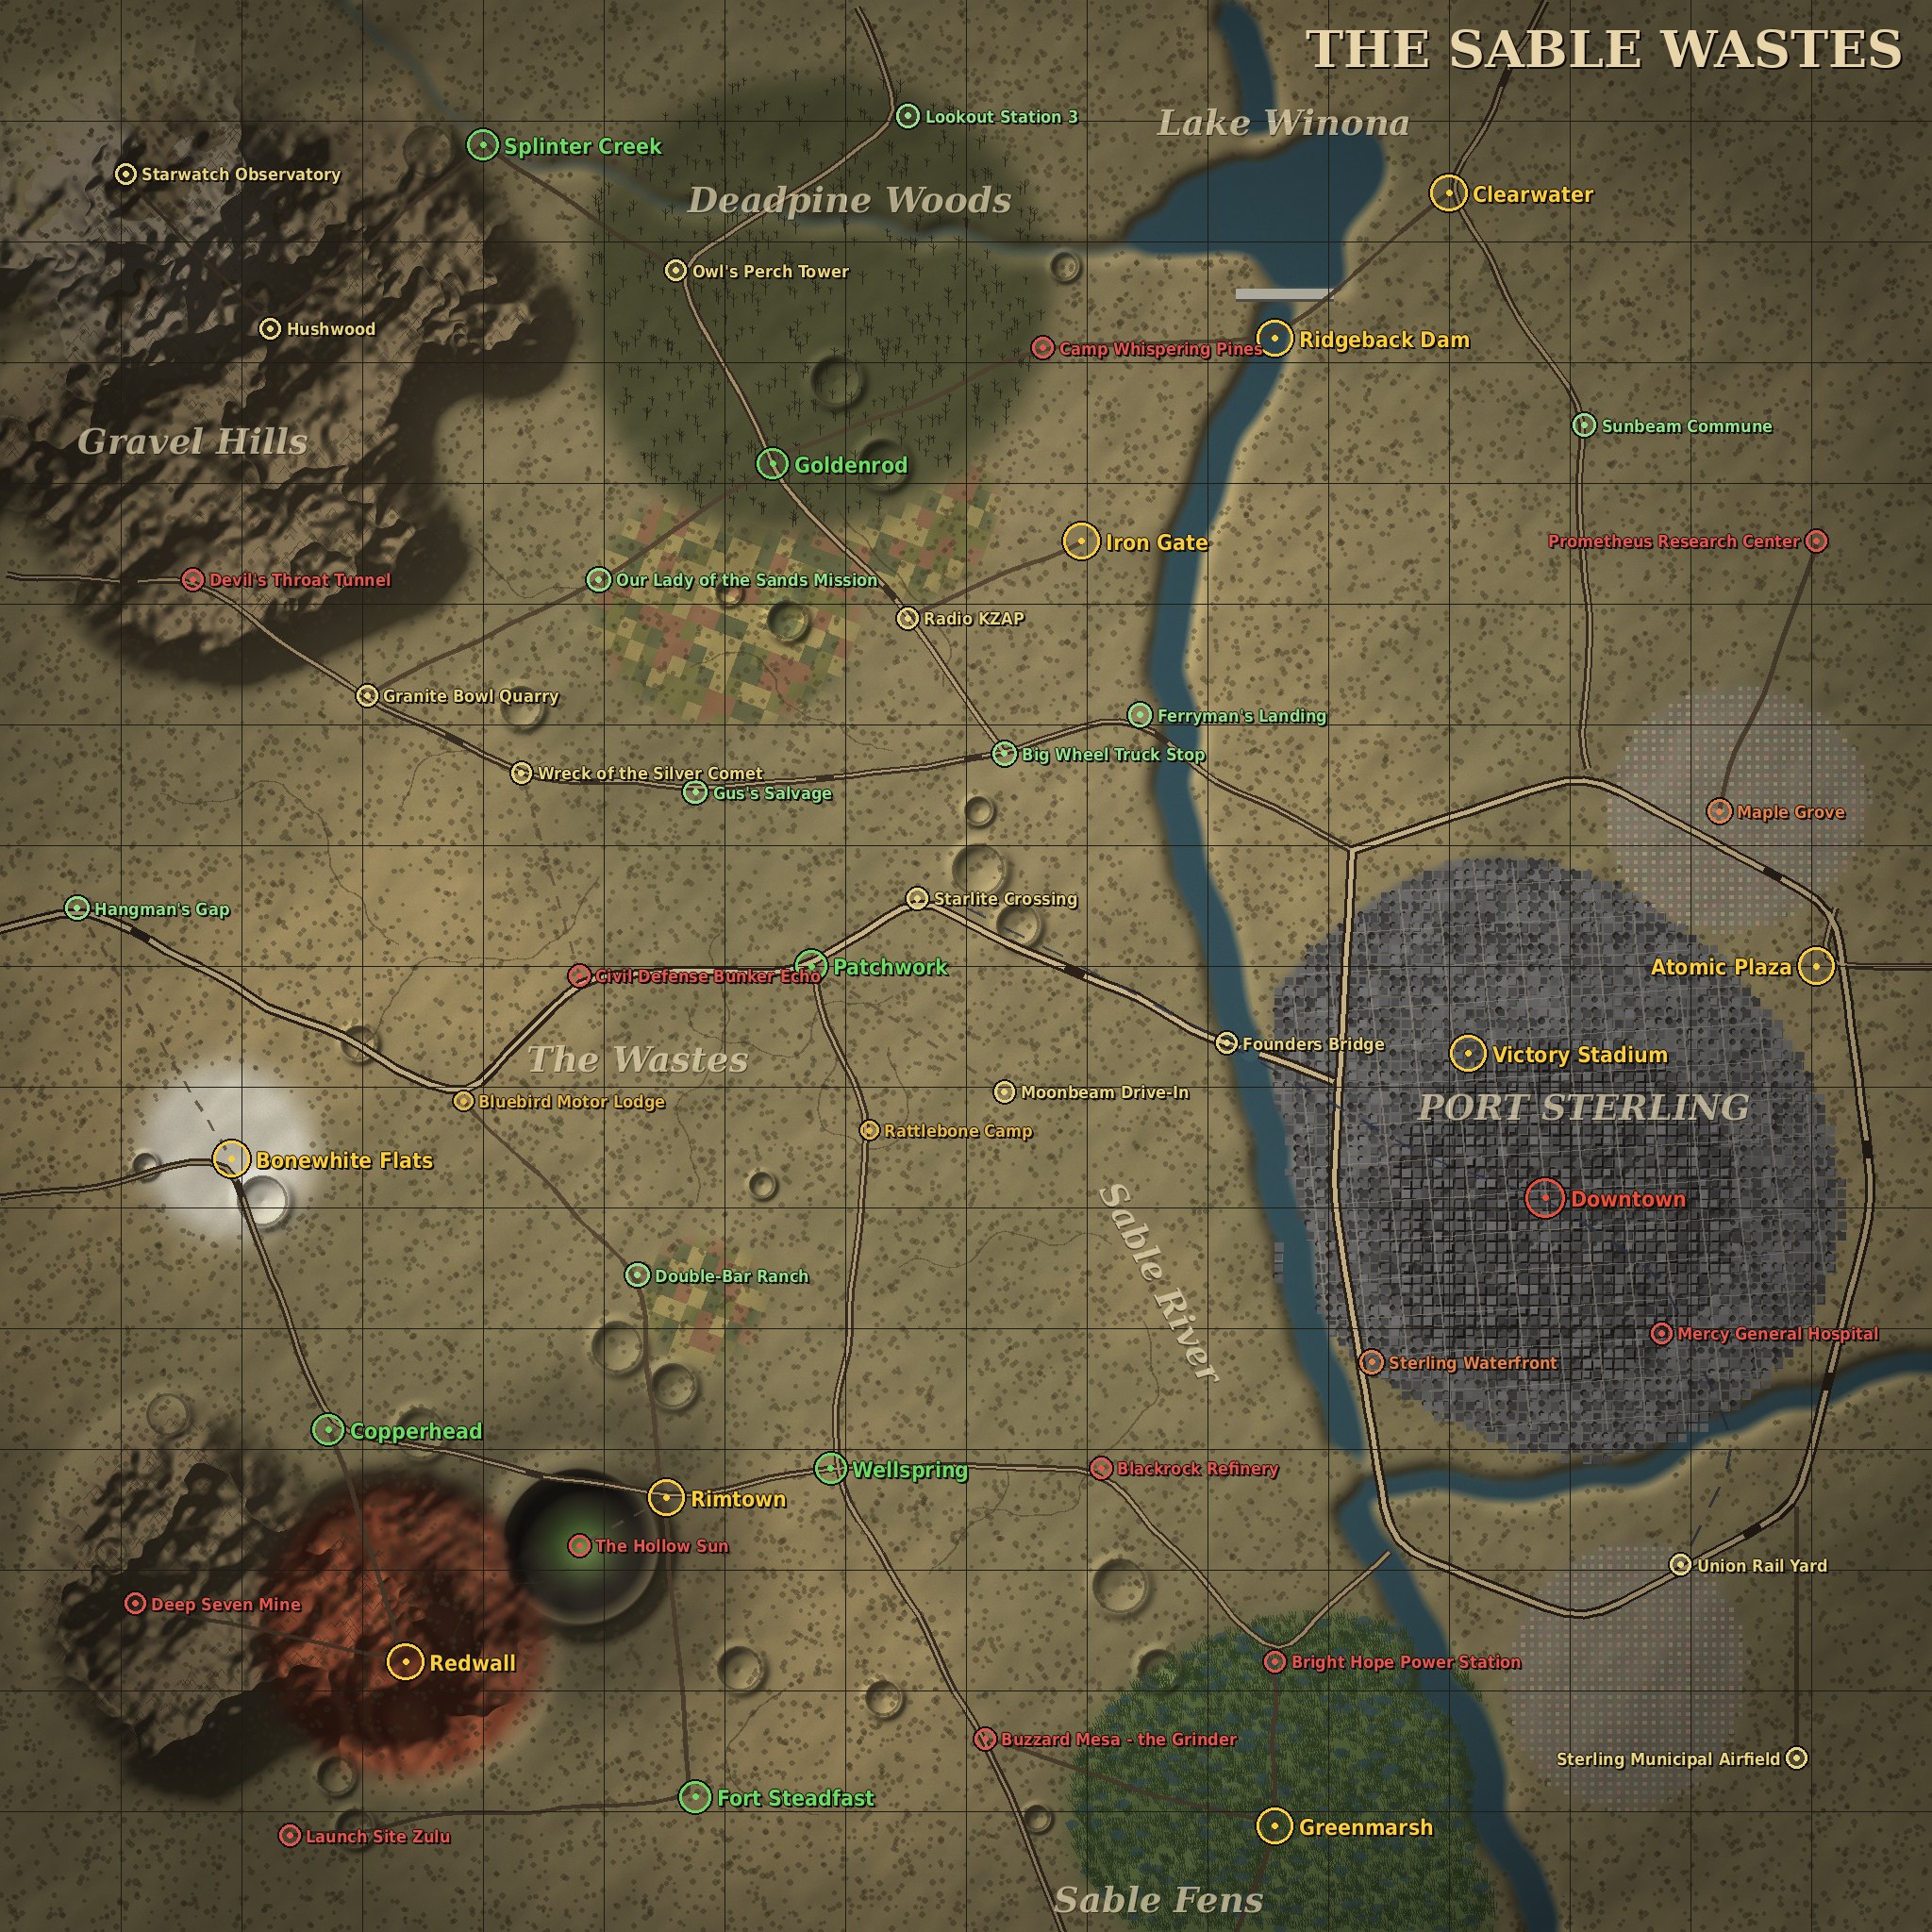 THE SABLE WASTES
Lookout Station 3
Lake Winona
Splinter Creek
Starwatch Observatory
Deadpine Woods
Clearwater
Owl's Perch Tower
Hushwood
Camp Whispering Pines
Ridgeback Dam
Sunbeam Commune
Gravel Hills
Goldenrod
Iron Gate
Prometheus Research Center
Devil's Throat Tunnel
Our Lady of the Sands Mission
Radio KZAP
Granite Bowl Quarry
Ferryman's Landing
Big Wheel Truck Stop
Wreck of the Silver Comet
Gus's Salvage
Maple Grove
Starlite Crossing
Hangman's Gap
Civil Defense Bunker Echo
Patchwork
Atomic Plaza
The Wastes
Founders Bridge
Victory Stadium
Moonbeam Drive-In
Bluebird Motor Lodge
PORT STERLING
Rattlebone Camp
Bonewhite Flats
Downtown
Sable River
Double-Bar Ranch
Mercy General Hospital
Sterling Waterfront
Copperhead
Wellspring
Blackrock Refinery
Rimtown
The Hollow Sun
Union Rail Yard
Deep Seven Mine
Redwall
Bright Hope Power Station
Buzzard Mesa - the Grinder
Sterling Municipal Airfield
Fort Steadfast
Launch Site Zulu
Greenmarsh
Sable Fens